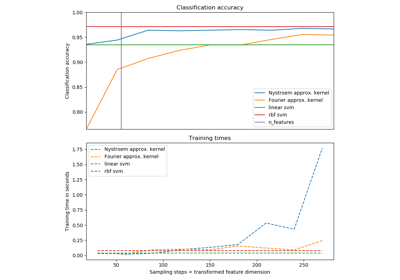 Classification accuracy
1.00
0.95
0.90
0.85
0.80
Classification accuracy
Nystroem approx. kernel
Fourier approx. kernel
linear svm
rbf svm
n_features
Training times
1.75
1.50
1.25
1.00
0.75
0.50
0.25
0.00
Training time in seconds
Nystroem approx. kernel
Fourier approx. kernel
linear svm
rbf svm
50
100
150
200
250
Sampling steps = transformed feature dimension